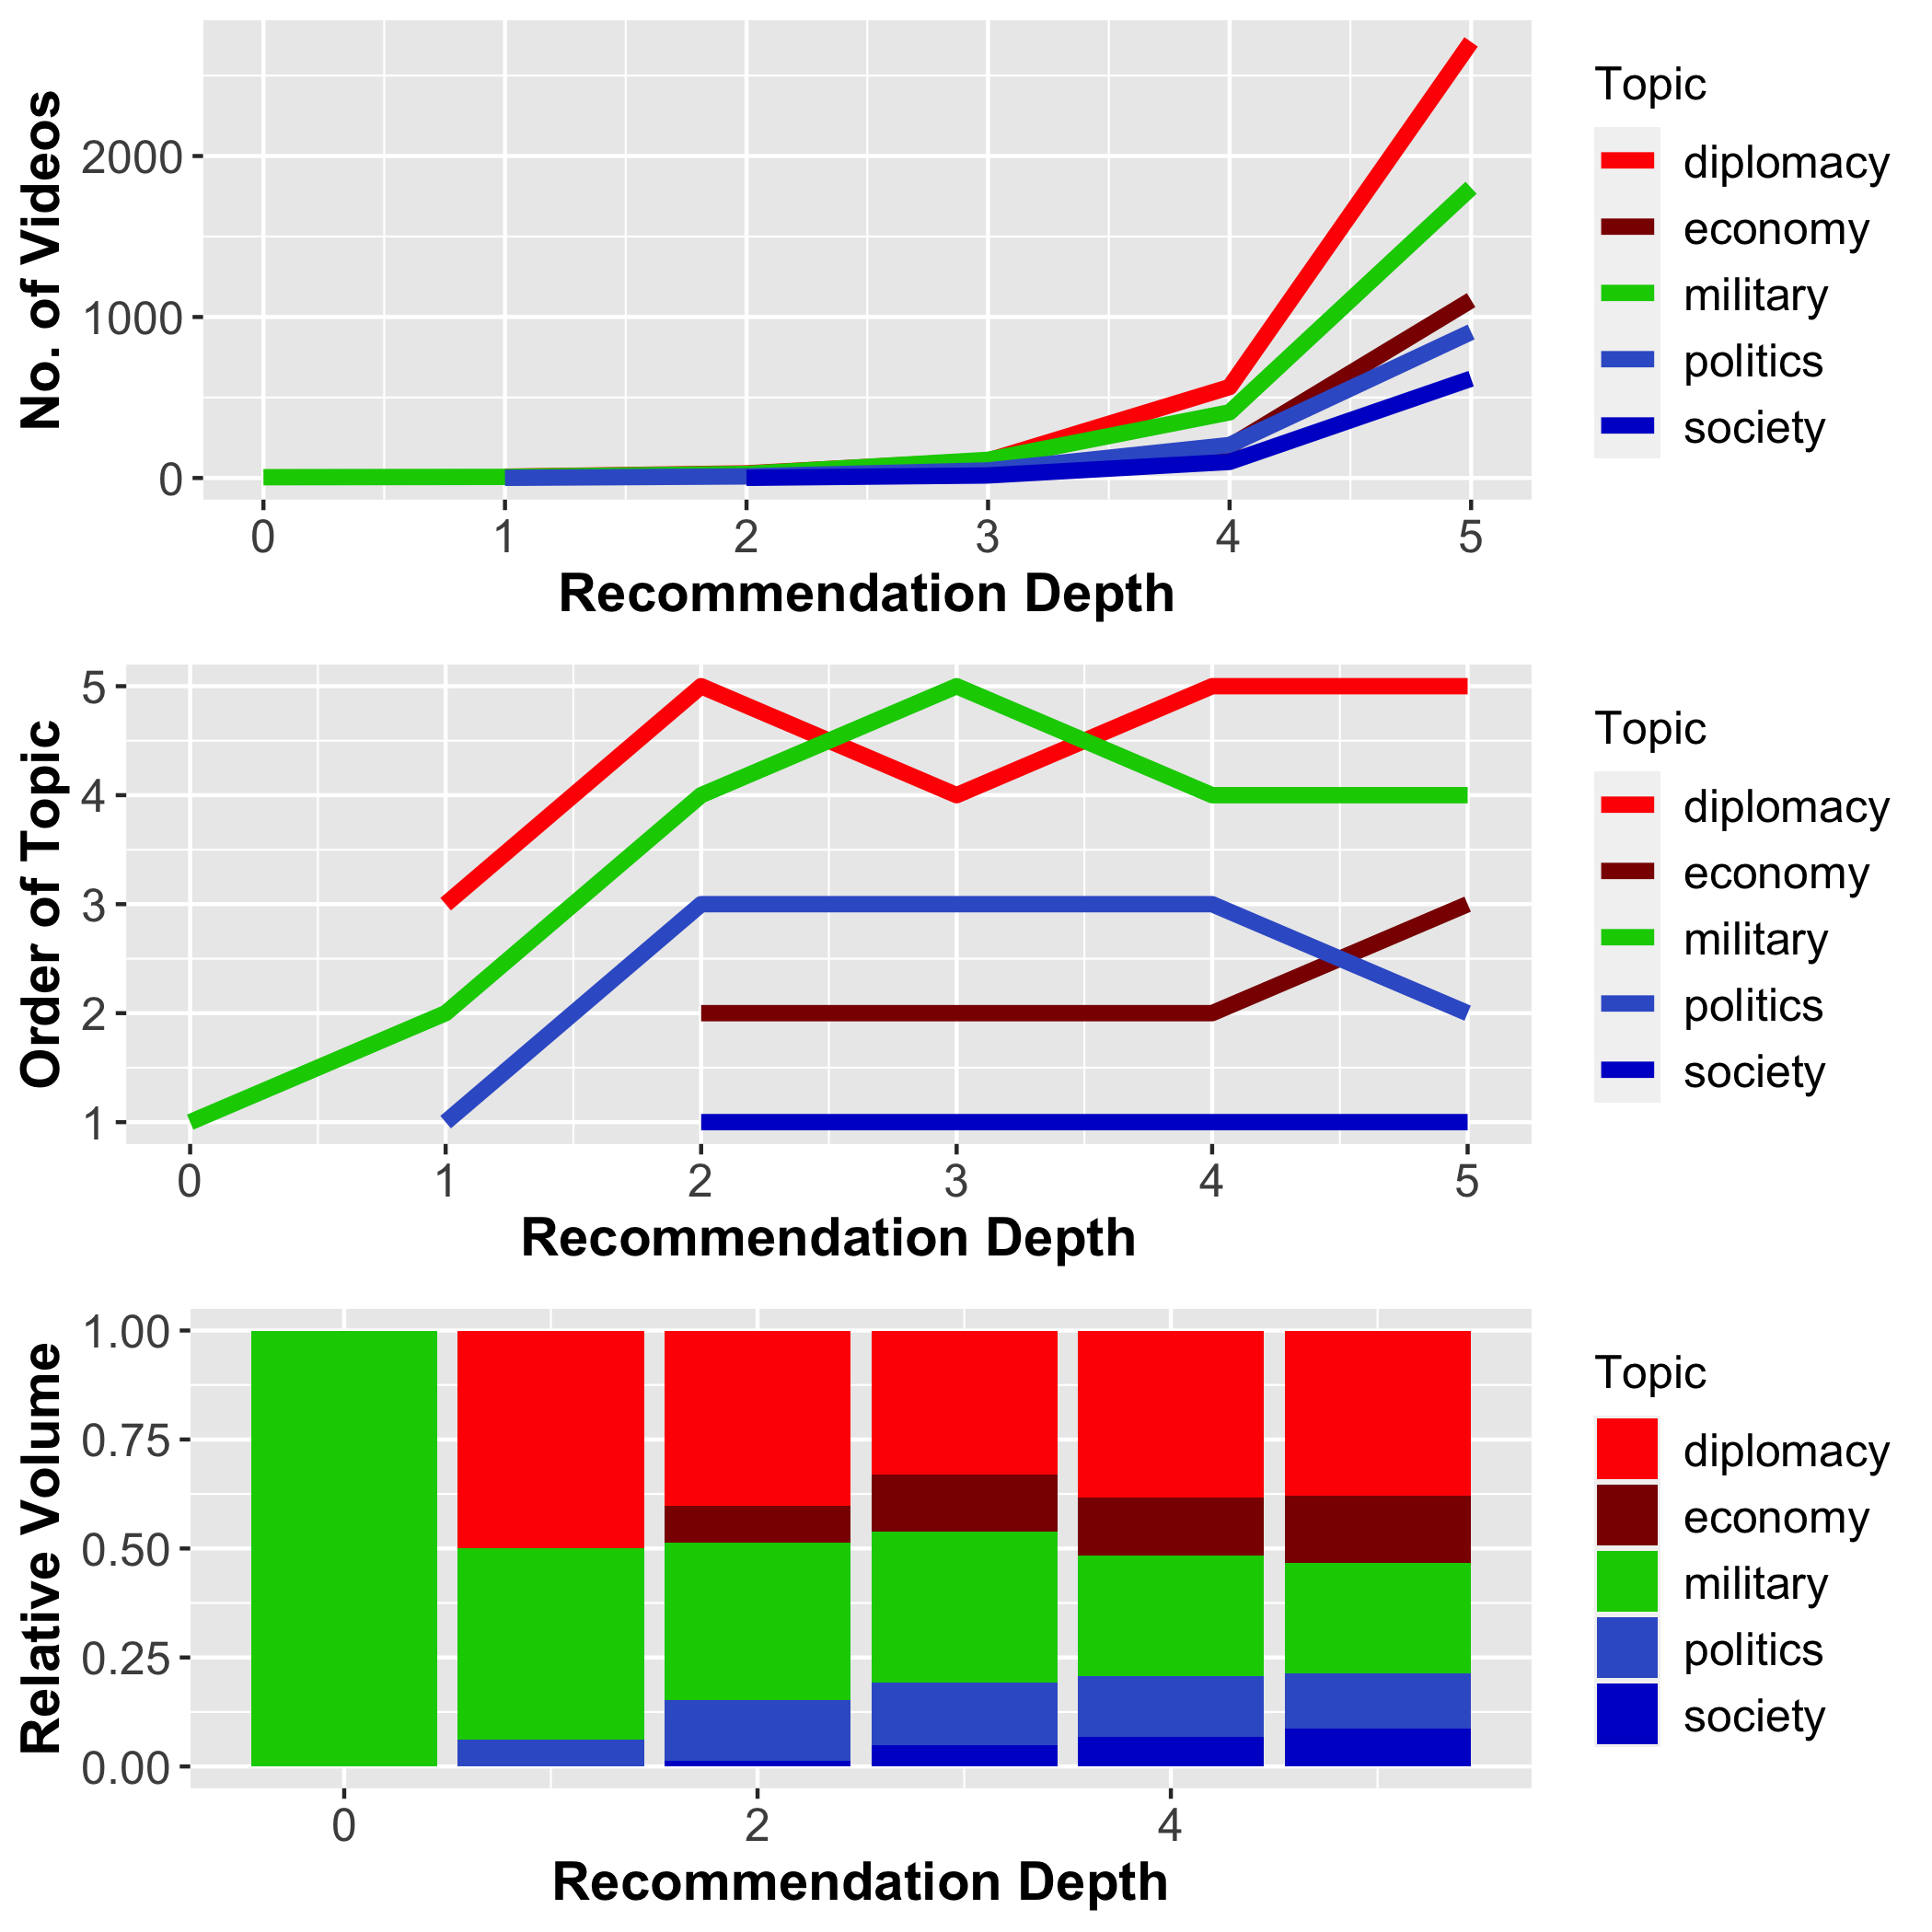 No. of Videos
2000
1000
0
0 1 2 3 4 5
Recommendation Depth
Topic
diplomacy
economy
military
politics
society
Order of Topic
5
4
3
2
1
0 1 2 3 4 5
Recommendation Depth
Topic
diplomacy
economy
military
politics
society
Relative Volume
1.00
0.75
0.50
0.25
0.00
0 2 4
Recommendation Depth
Topic
diplomacy
economy
military
politics
society